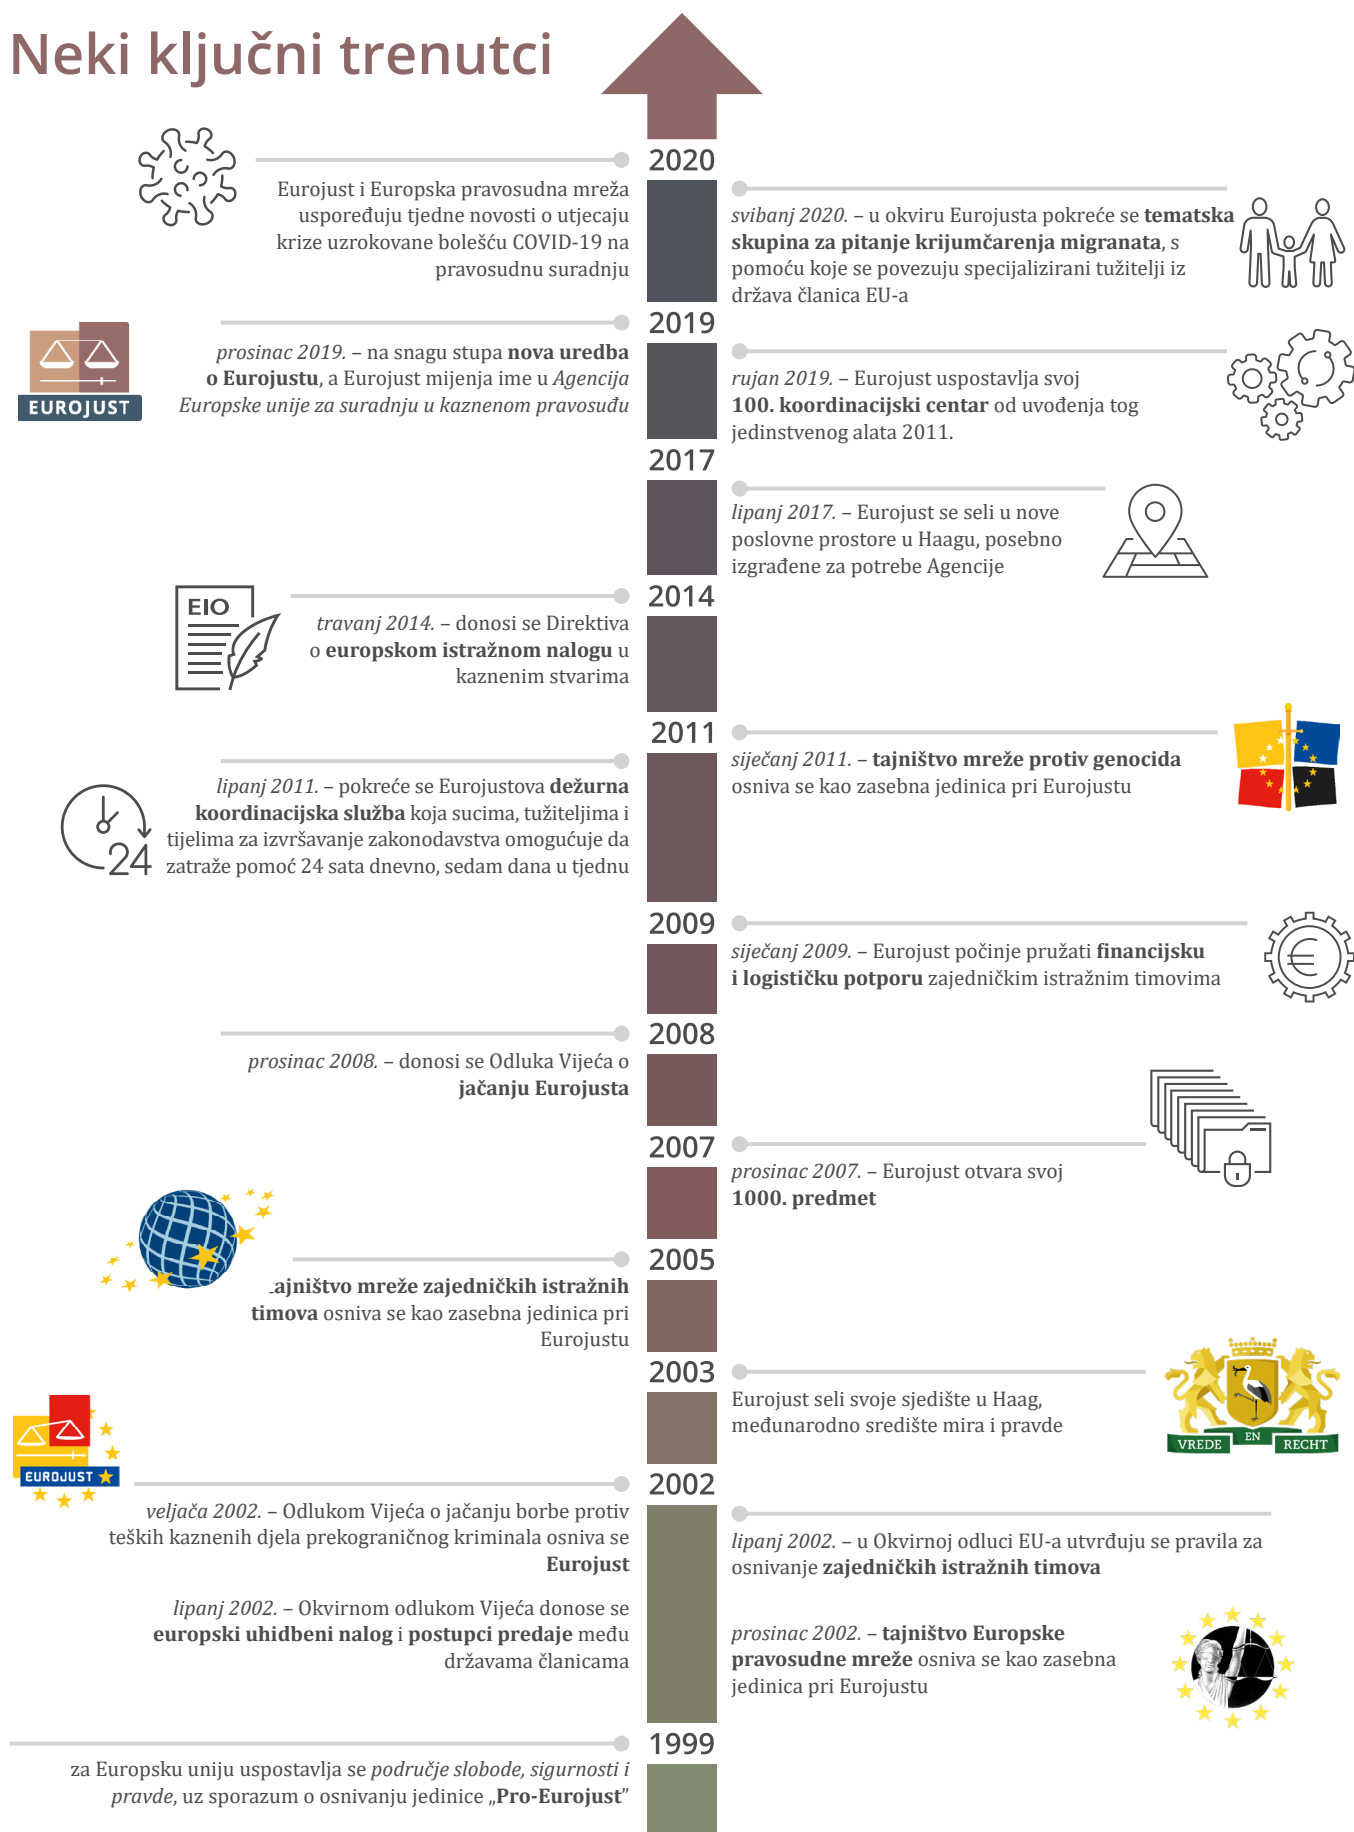 Neki ključni trenutci
2020
Eurojust i Europska pravosudna mreža
uspoređuju tjedne novosti o utjecaju
krize uzrokovane bolešću COVID-19 na
pravosudnu suradnju
svibanj 2020. – u okviru Eurojusta pokreće se tematska
skupina za pitanje krijumčarenja migranata, s
pomoću koje se povezuju specijalizirani tužitelji iz
država članica EU-a
2019
EUROJUST
prosinac 2019. – na snagu stupa nova uredba
o Eurojustu, a Eurojust mijenja ime u Agencija
Europske unije za suradnju u kaznenom pravosuđu
rujan 2019. – Eurojust uspostavlja svoj
100. koordinacijski centar od uvođenja tog
jedinstvenog alata 2011.
2017
lipanj 2017. – Eurojust se seli u nove
poslovne prostore u Haagu, posebno
izgrađene za potrebe Agencije
2014
EIO
travanj 2014. – donosi se Direktiva
o europskom istražnom nalogu u
kaznenim stvarima
2011
siječanj 2011. – tajništvo mreže protiv genocida
osniva se kao zasebna jedinica pri Eurojustu
lipanj 2011. – pokreće se Eurojustova dežurna
koordinacijska služba koja sucima, tužiteljima i
tijelima za izvršavanje zakonodavstva omogućuje da
zatraže pomoć 24 sata dnevno, sedam dana u tjednu
24
2009
siječanj 2009. – Eurojust počinje pružati financijsku
i logističku potporu zajedničkim istražnim timovima
2008
prosinac 2008. – donosi se Odluka Vijeća o
jačanju Eurojusta
2007
prosinac 2007. – Eurojust otvara svoj
1000. predmet
2005
ajništvo mreže zajedničkih istražnih
timova osniva se kao zasebna jedinica pri
Eurojustu
2003
Eurojust seli svoje sjedište u Haag,
međunarodno središte mira i pravde
VREDE EN RECHT
2002
EUROJUST
veljača 2002. – Odlukom Vijeća o jačanju borbe protiv
teških kaznenih djela prekograničnog kriminala osniva se
Eurojust
lipanj 2002. – u Okvirnoj odluci EU-a utvrđuju se pravila za
osnivanje zajedničkih istražnih timova
lipanj 2002. – Okvirnom odlukom Vijeća donose se
europski uhidbeni nalog i postupci predaje među
državama članicama
prosinac 2002. – tajništvo Europske
pravosudne mreže osniva se kao zasebna
jedinica pri Eurojustu
1999
za Europsku uniju uspostavlja se područje slobode, sigurnosti i
pravde, uz sporazum o osnivanju jedinice „Pro-Eurojust”